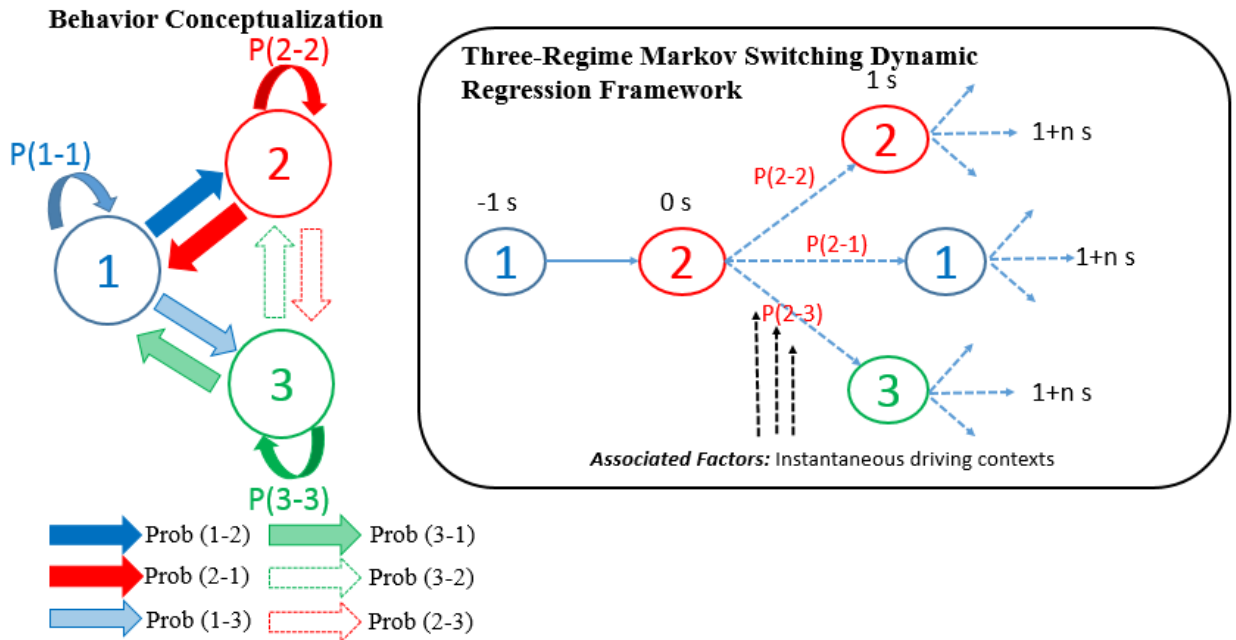 Behavior Conceptualization
P(2-2)
2
P(1-1)
1
3
P(3-3)
Prob (1-2)
Prob (3-1)
Prob (2-1)
Prob (3-2)
Prob (1-3)
Prob (2-3)
Three-Regime Markov Switching Dynamic
Regression Framework
1 s
2
1+n s
P(2-2)
-1 s
0 s
1
2
P(2-1)
1
1+n s
P(2-3)
3
1+n s
Associated Factors: Instantaneous driving contexts